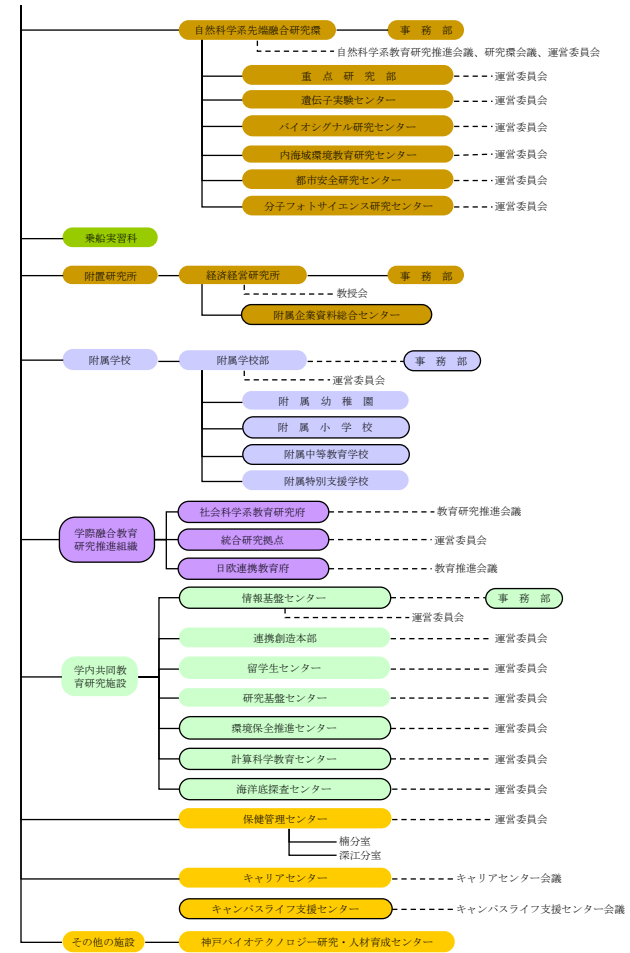 自然科学系先端融合研究環
事　務　部
自然科学系教育研究推進会議、研究環会議、運営委員会
重　点　研　究　部
運営委員会
遺伝子実験センター
運営委員会
バイオシグナル研究センター
運営委員会
内海域環境教育研究センター
運営委員会
都市安全研究センター
運営委員会
分子フォトサイエンス研究センター
運営委員会
乗船実習科
附置研究所
経済経営研究所
事　務　部
教授会
附属企業資料総合センター
附属学校
附属学校部
事　務　部
運営委員会
附　属　幼　稚　園
附　属　小　学　校
附属中等教育学校
附属特別支援学校
学際融合教育
研究推進組織
社会科学系教育研究府
教育研究推進会議
統合研究拠点
運営委員会
日欧連携教育府
教育推進会議
学内共同教
育研究施設
情報基盤センター
事　務　部
運営委員会
連携創造本部
運営委員会
留学生センター
運営委員会
研究基盤センター
運営委員会
環境保全推進センター
運営委員会
計算科学教育センター
運営委員会
海洋底探査センター
運営委員会
保健管理センター
運営委員会
楠分室
深江分室
キャリアセンター
キャリアセンター会議
キャンパスライフ支援センター
キャンパスライフ支援センター会議
その他の施設
神戸バイオテクノロジー研究・人材育成センター